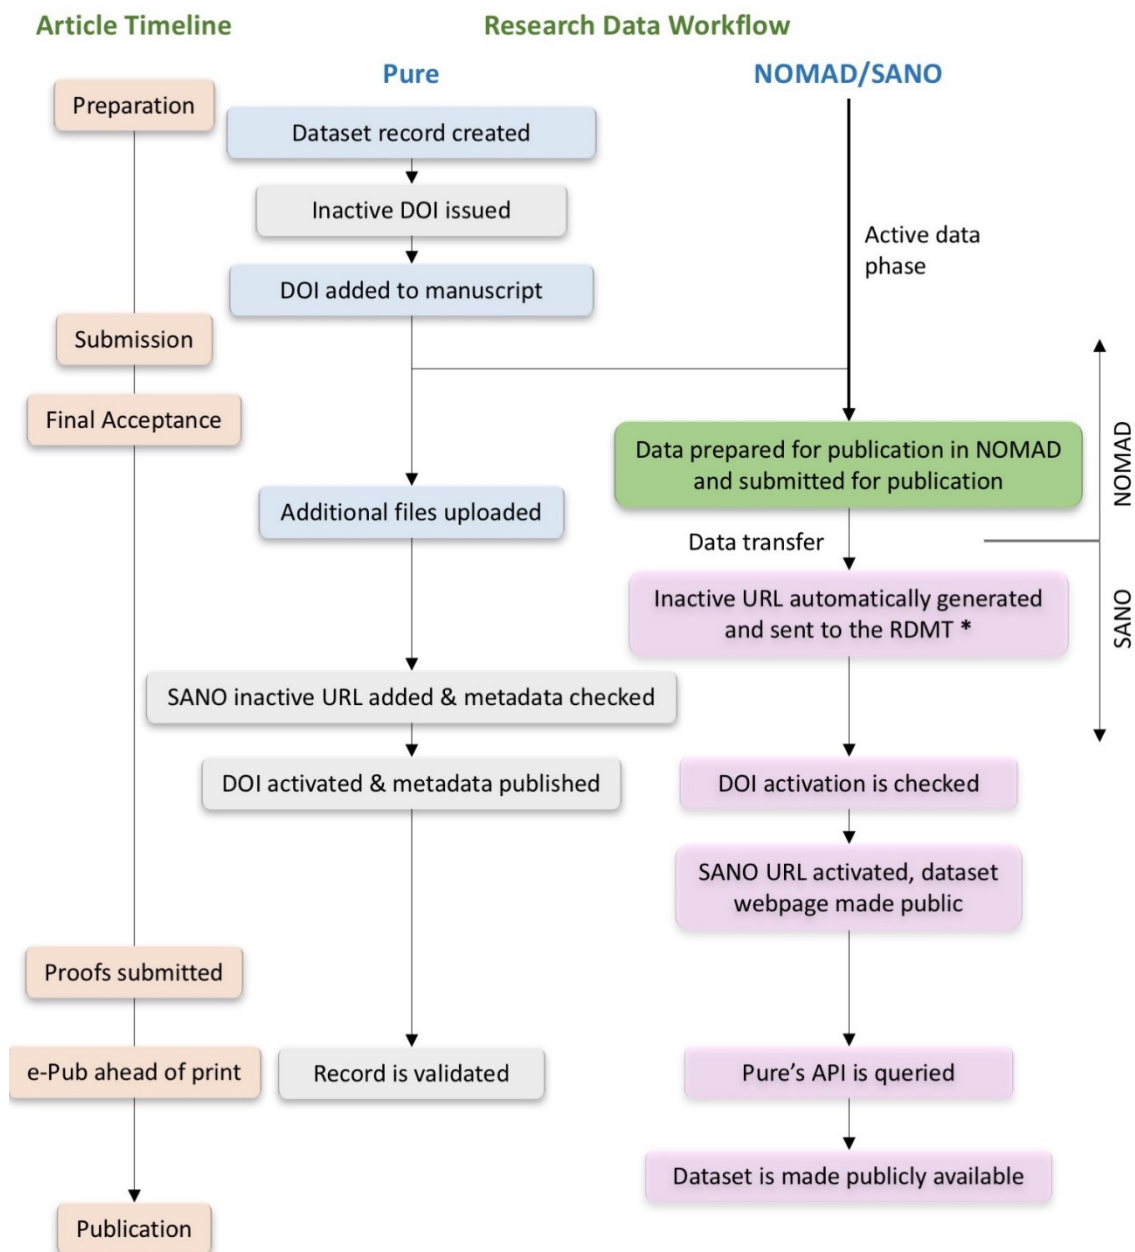 Article Timeline
Research Data Workflow
Pure
NOMAD/SANO
Preparation
Dataset record created
Inactive DOI issued
Active data
phase
DOI added to manuscript
Submission
Final Acceptance
Data prepared for publication in NOMAD
and submitted for publication
NOMAD
Additional files uploaded
Data transfer
Inactive URL automatically generated
and sent to the RDMT *
SANO
SANO inactive URL added & metadata checked
DOI activated & metadata published
DOI activation is checked
SANO URL activated, dataset
webpage made public
Proofs submitted
e-Pub ahead of print
Record is validated
Pure's API is queried
Dataset is made publicly available
Publication